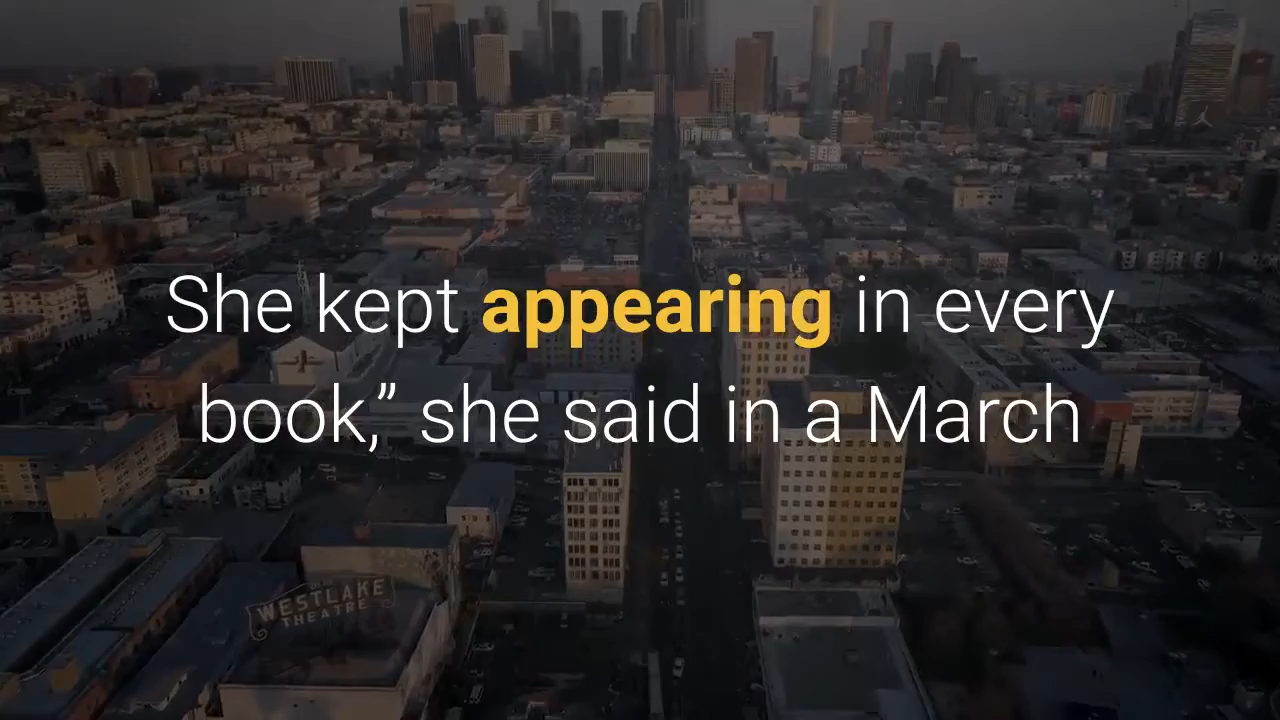 She kept appearing in every
book,” she said in a March
WESTLAKE
THEATRE